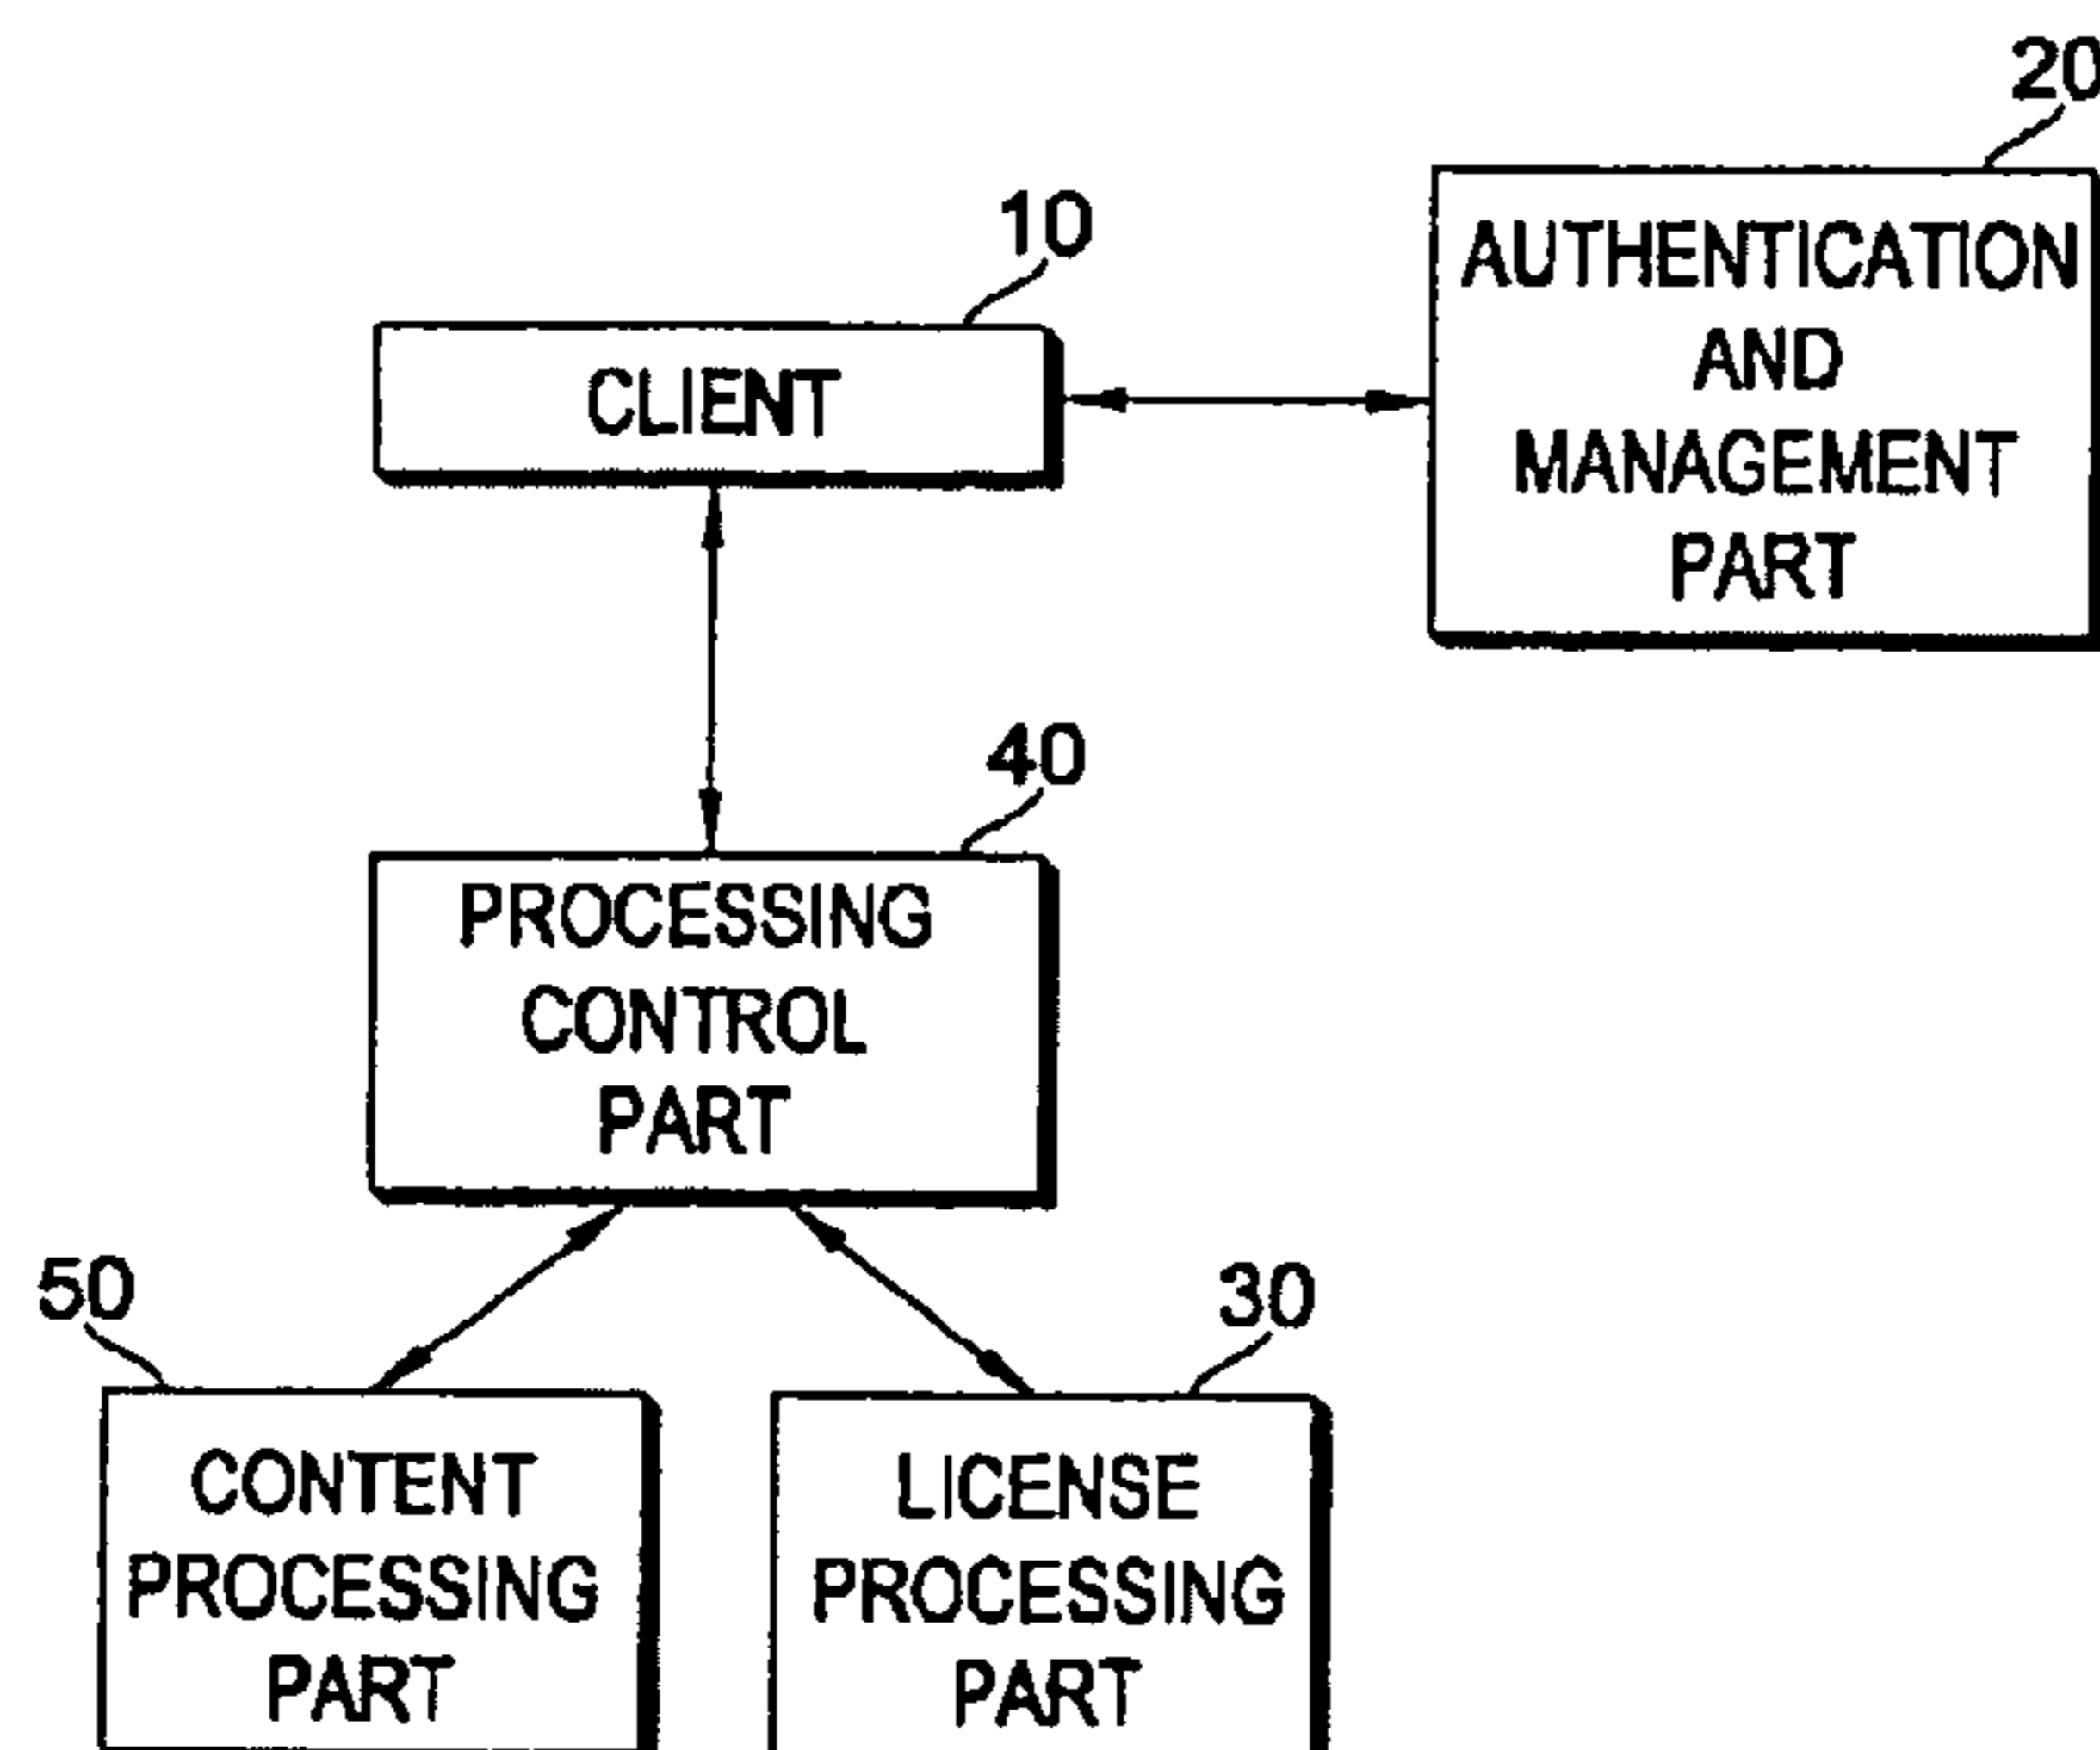 20
10
AUTHENTICATION
AND
MANAGEMENT
PART
CLIENT
40
PROCESSING
CONTROL
PART
50
30
CONTENT
PROCESSING
PART
LICENSE
PROCESSING
PART